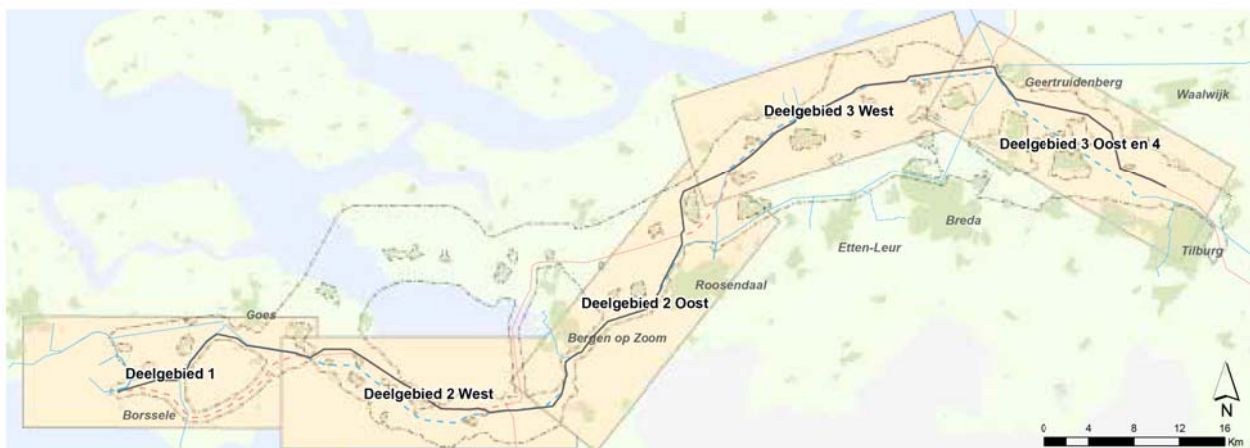 Geertruidenberg
Waalwijk
Deelgebied 3 West
Deelgebied 3 Oost en 4
Breda
Etten-Leur
Tilburg
Roosendaal
Deelgebied 2 Oost
Goes
Bergen op Zoom
Deelgebied 1
Deelgebied 2 West
Borssele
N
0 4 8 12 16
Km